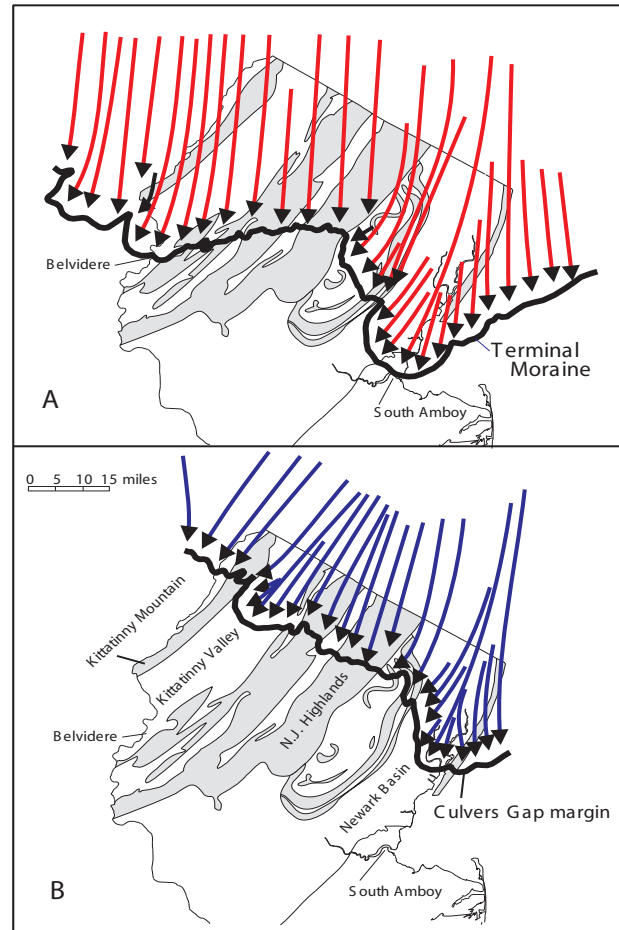 Belvidere
Terminal
Moraine
A
South Amboy
0 5 10 15 miles
Kittatinny Mountain
Kittatinny Valley
Belvidere
N.J. Highlands
Newark Basin
Culvers Gap margin
South Amboy
B